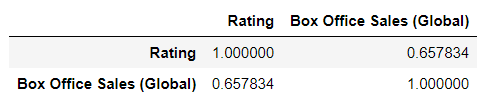 Rating Box Office Sales (Global)
Rating 1.000000 0.657834
Box Office Sales (Global) 0.657834 1.000000